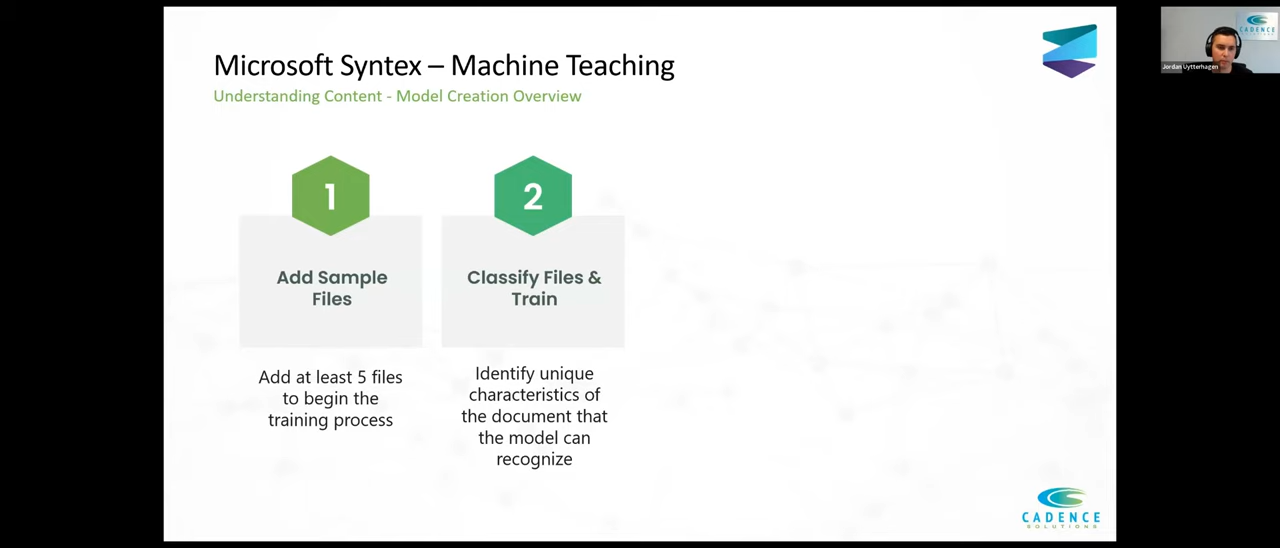 Microsoft Syntex – Machine Teaching
Understanding Content - Model Creation Overview
1
Add Sample
Files
Add at least 5 files
to begin the
training process
2
Classify Files &
Train
Identify unique
characteristics of
the document that
the model can
recognize
CADENCE
SOLUTIONS
CADENCE
SOLUTIONS
Jordan Uytterhagen